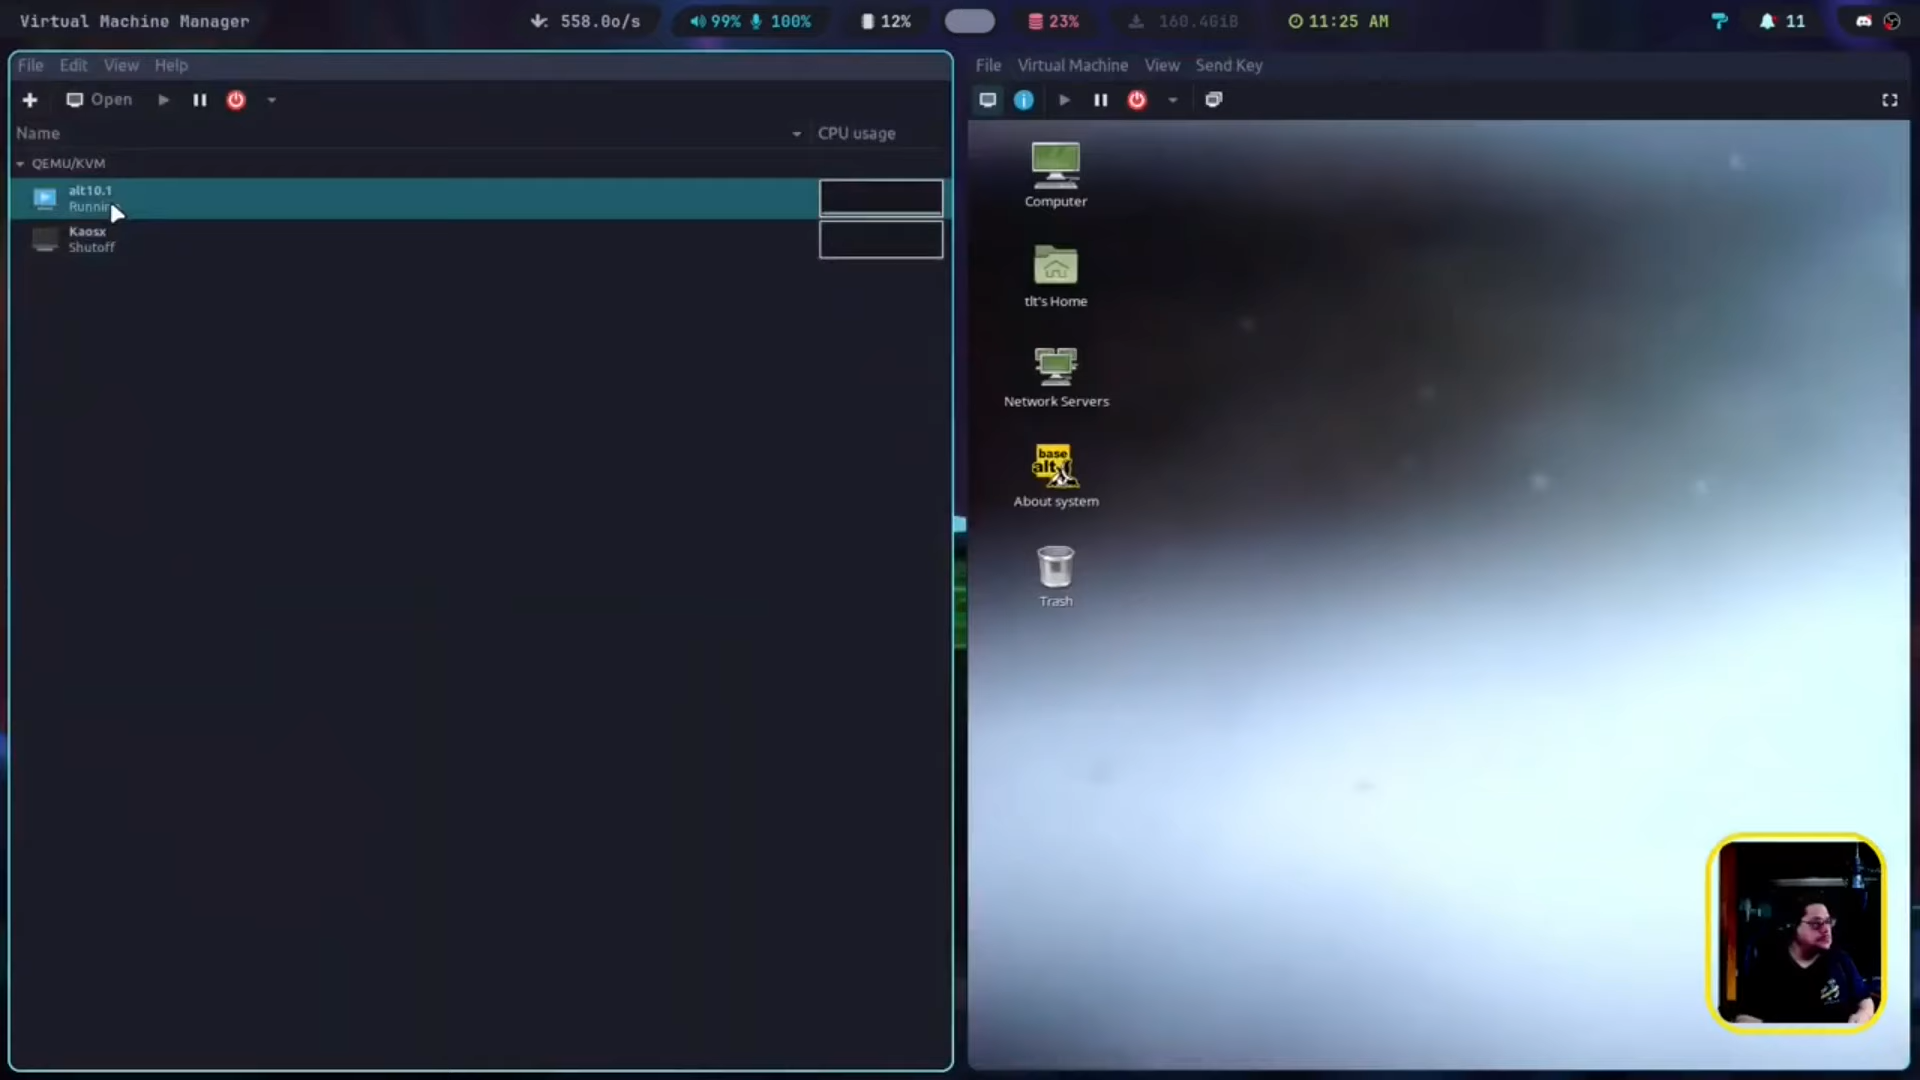 Virtual Machine Manager
558.0o/s
99% 100%
12%
23%
160.4GiB
11:25 AM
11
File Edit View Help
Open
Name
CPU usage
QEMU/KVM
alt10.1
Kaosx
Shutoff
File Virtual Machine View Send Key
Computer
tlt's Home
Network Servers
base
alt
About system
Trash